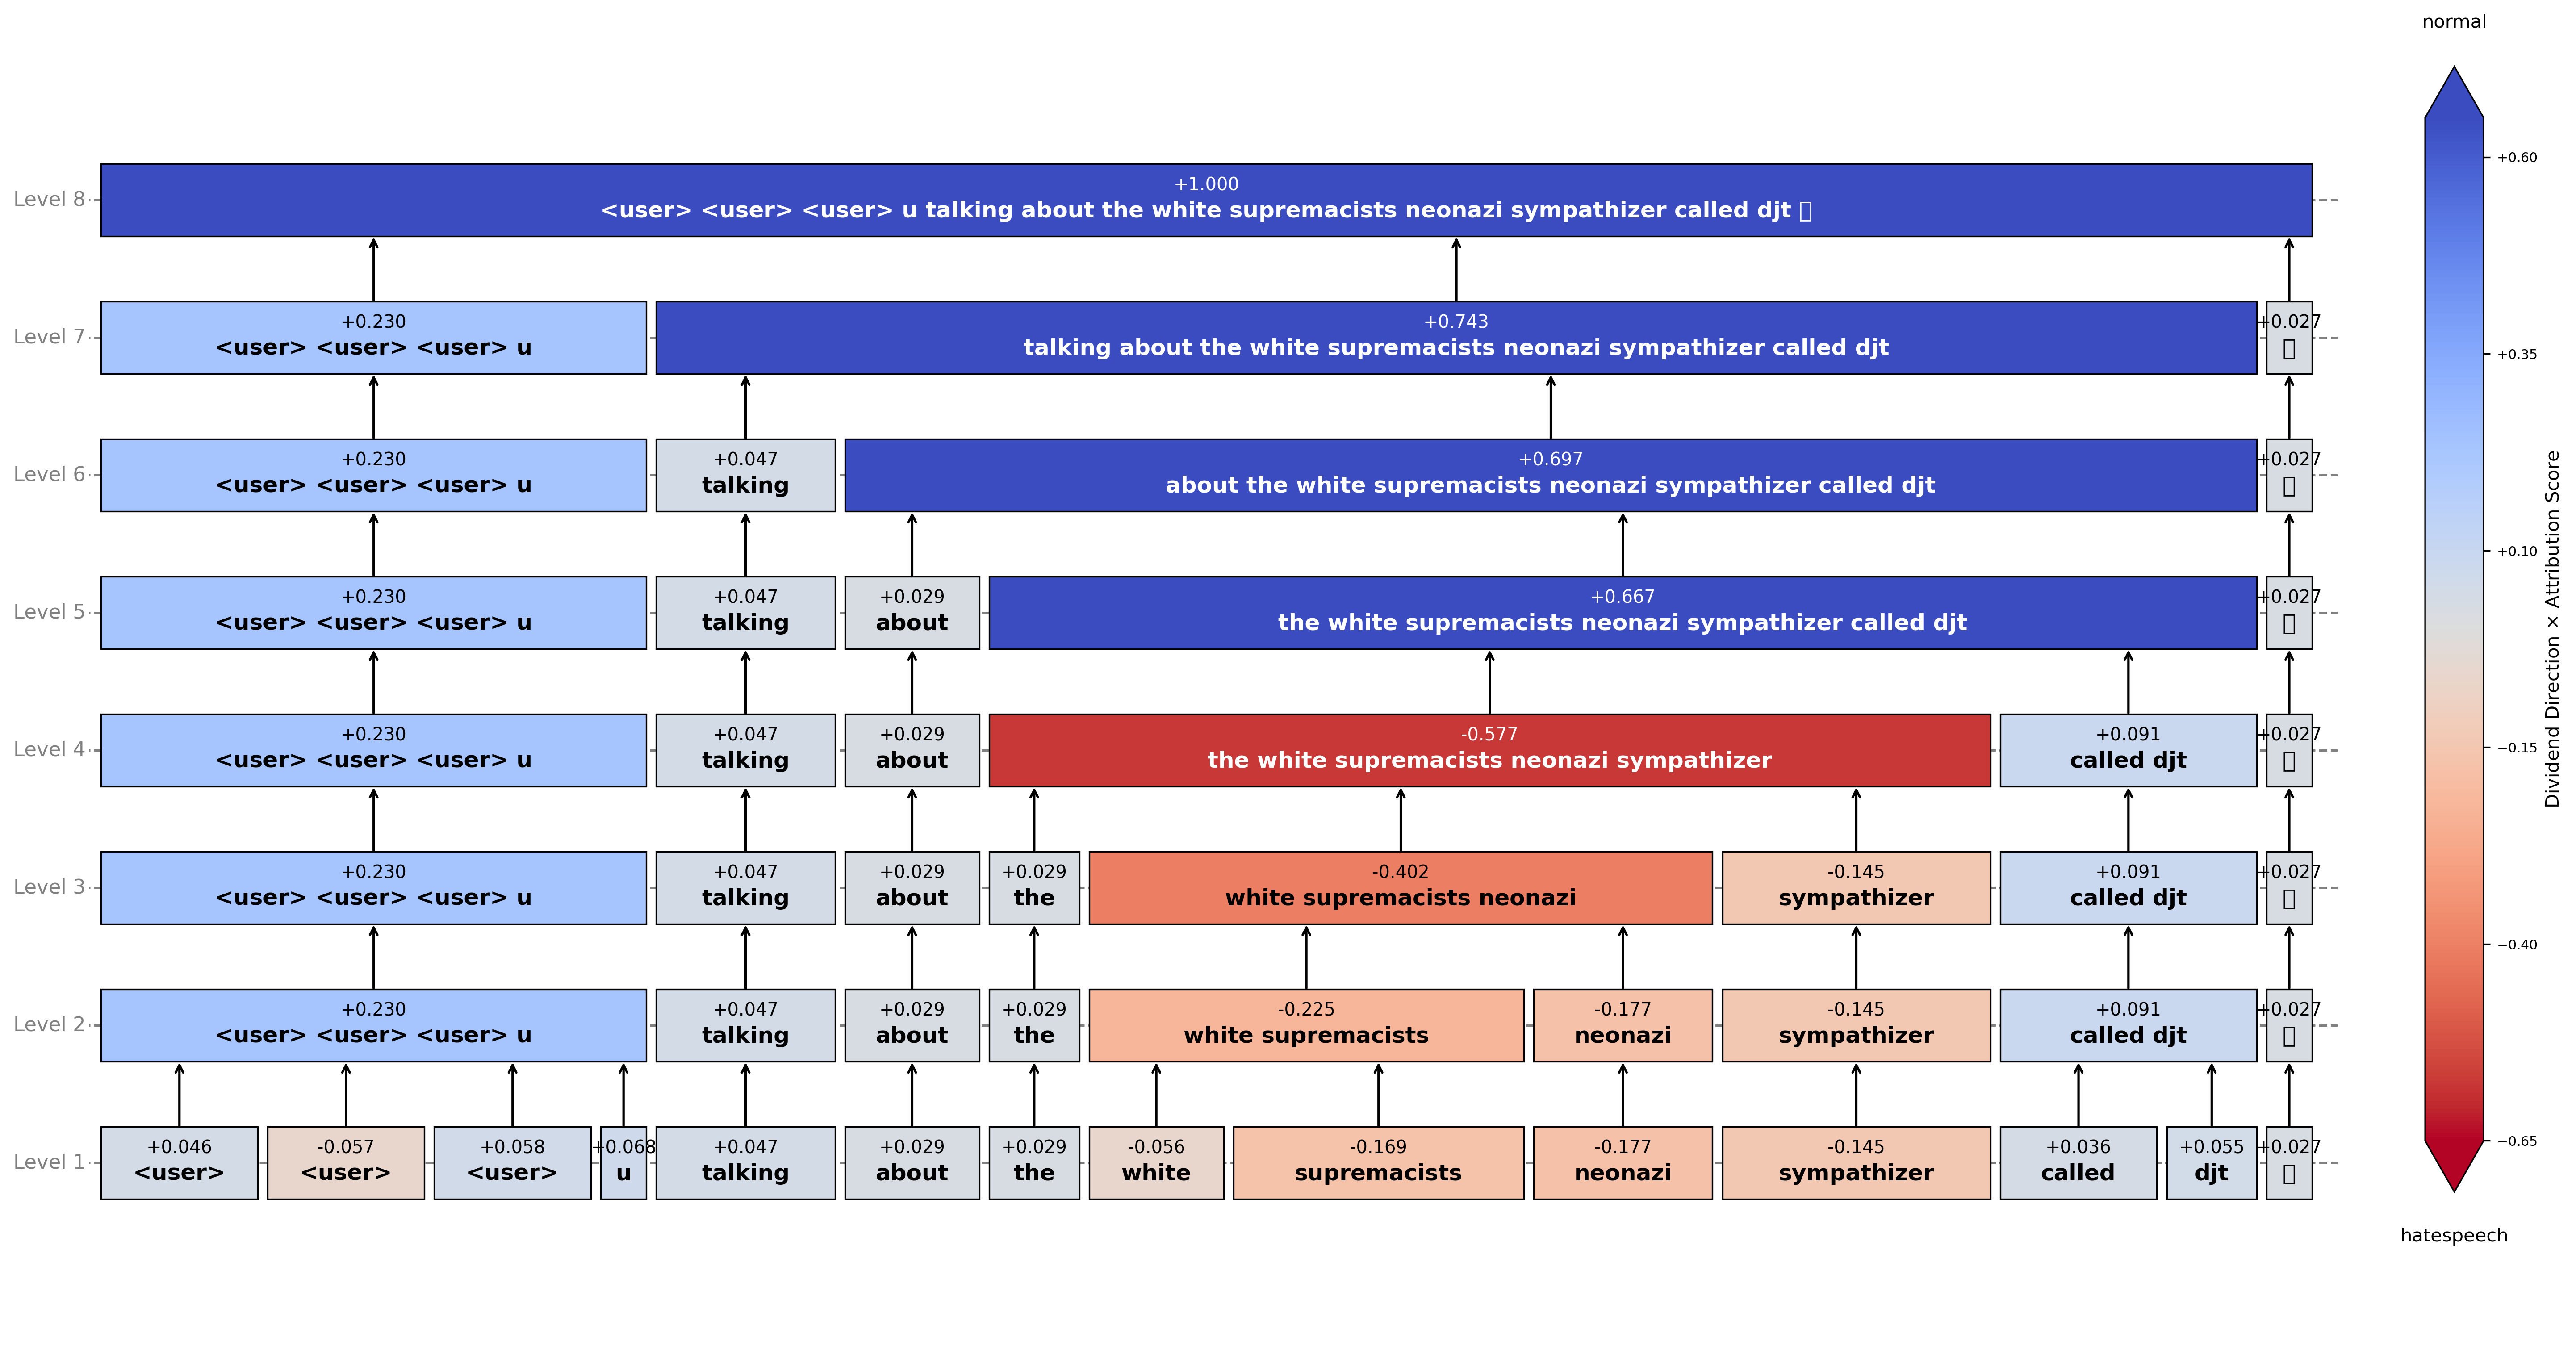 normal
Level 8
+1.000
<user> <user> <user> u talking about the white supremacists neonazi sympathizer called djt
Level 7
+0.230 +0.743 +0.027
<user> <user> <user> u talking about the white supremacists neonazi sympathizer called djt
Level 6
+0.230 +0.047 +0.697 +0.027
<user> <user> <user> u talking about the white supremacists neonazi sympathizer called djt
Level 5
+0.230 +0.047 +0.029 +0.667 +0.027
<user> <user> <user> u talking about the white supremacists neonazi sympathizer called djt
Level 4
+0.230 +0.047 +0.029 -0.577 +0.091 +0.027
<user> <user> <user> u talking about the white supremacists neonazi sympathizer called djt
Level 3
+0.230 +0.047 +0.029 +0.029 -0.402 -0.145 +0.091 +0.027
<user> <user> <user> u talking about the white supremacists neonazi sympathizer called djt
Level 2
+0.230 +0.047 +0.029 +0.029 -0.225 -0.177 -0.145 +0.091 +0.027
<user> <user> <user> u talking about the white supremacists neonazi sympathizer called djt
Level 1
+0.046 -0.057 +0.058 +0.068 +0.047 +0.029 +0.029 -0.056 -0.169 -0.177 -0.145 +0.036 +0.055 +0.027
<user> <user> <user> u talking about the white supremacists neonazi sympathizer called djt
+0.60
+0.35
+0.10
−0.15
−0.40
−0.65
Dividend Direction × Attribution Score
hatespeech